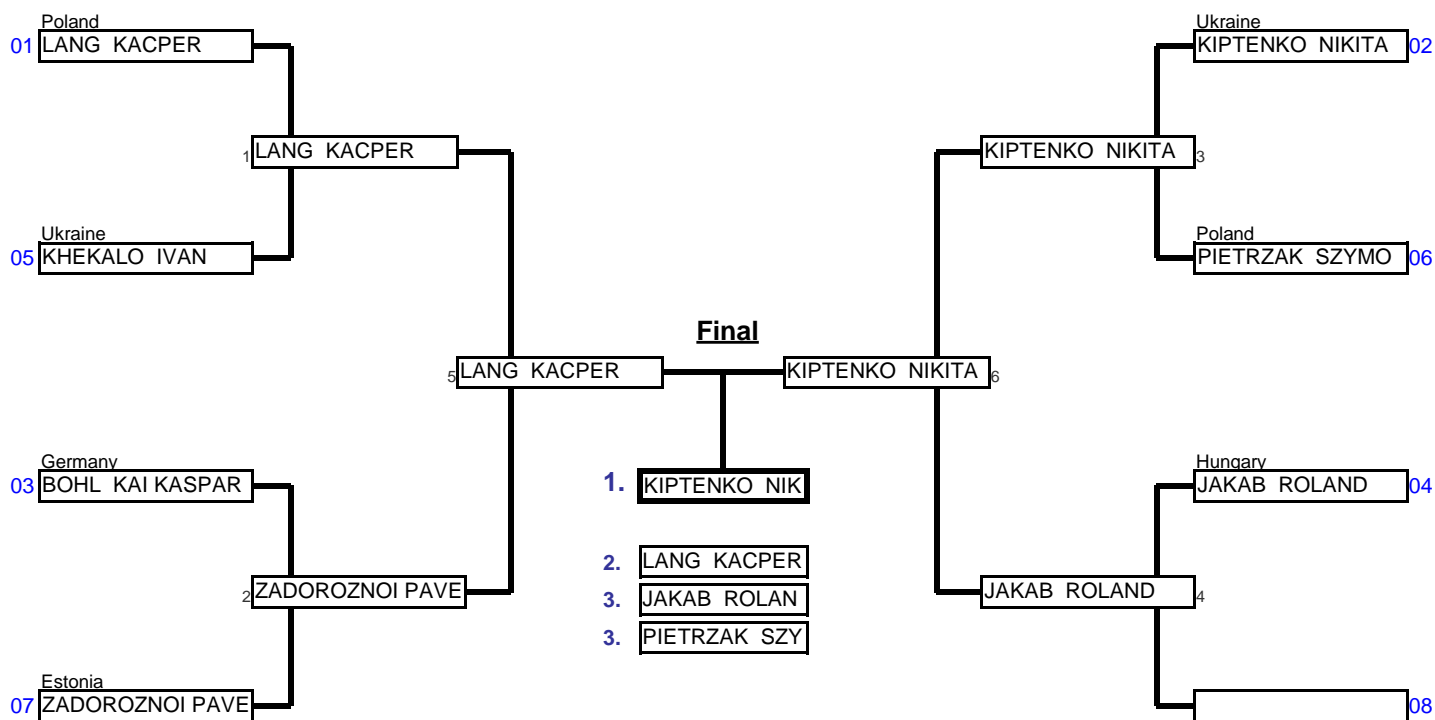 Poland
01 LANG KACPER
Ukraine
KIPTENKO NIKITA 02
1 LANG KACPER
KIPTENKO NIKITA 3
Ukraine
05 KHEKALO IVAN
Poland
PIETRZAK SZYMO 06
Final
5 LANG KACPER
KIPTENKO NIKITA 6
Germany
03 BOHL KAI KASPAR
1. KIPTENKO NIK
Hungary
JAKAB ROLAND 04
2. LANG KACPER
2 ZADOROZNOI PAVE
3. JAKAB ROLAN
JAKAB ROLAND 4
3. PIETRZAK SZY
Estonia
07 ZADOROZNOI PAVE
08